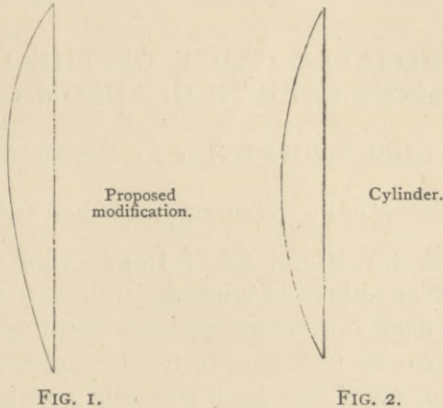 Proposed
modification.
Cylinder.
FIG. 1.
FIG. 2.